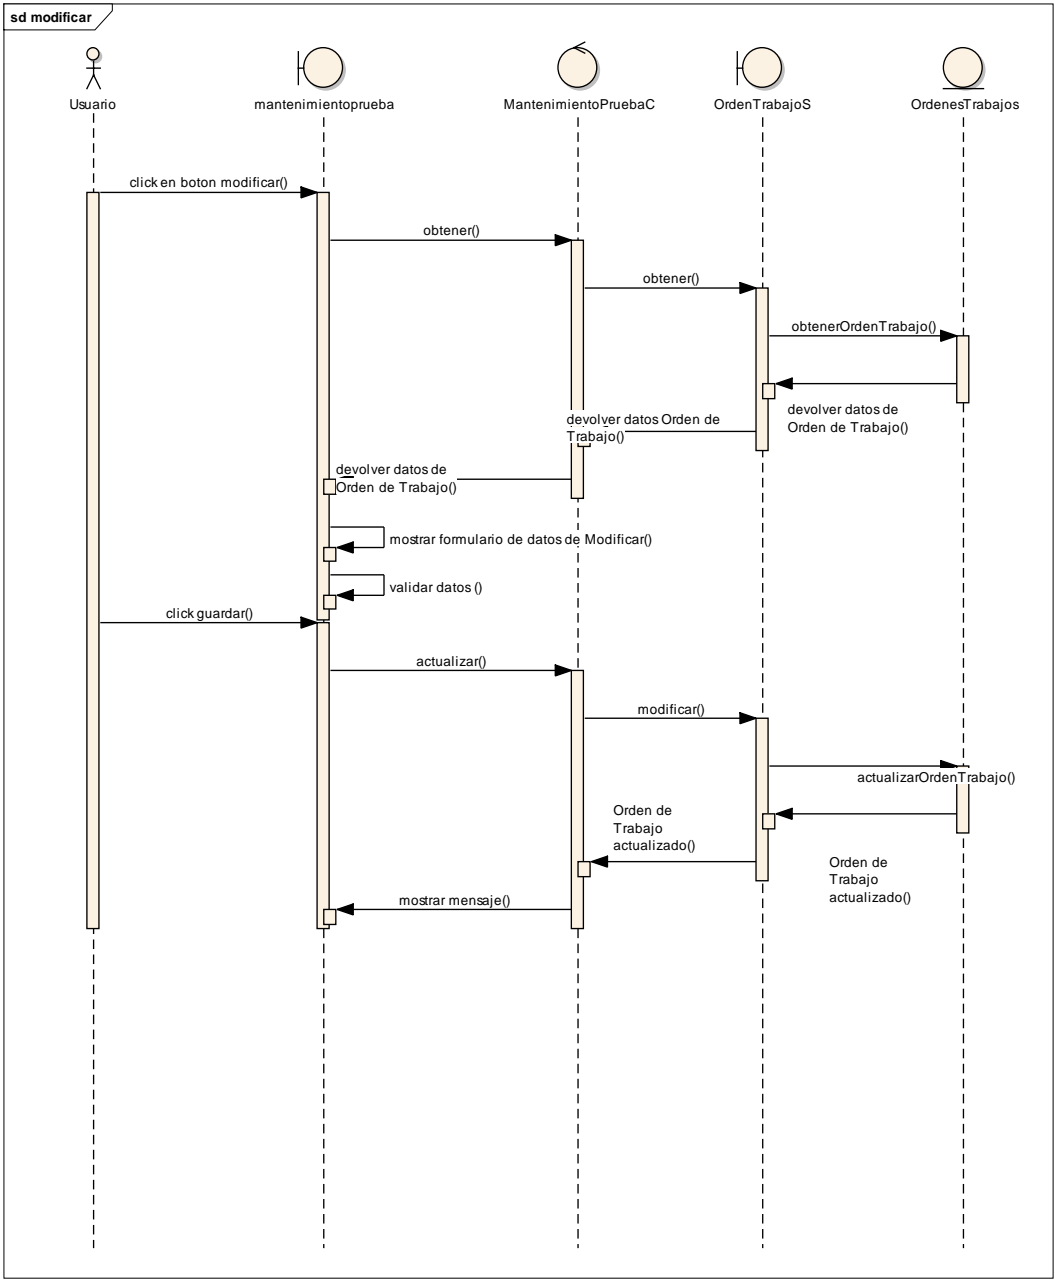 sd modificar
Usuario
mantenimientoprueba
MantenimientoPruebaC
OrdenTrabajoS
OrdenesTrabajos
click en boton modificar()
obtener()
obtener()
obtenerOrdenTrabajo()
devolver datos de
Orden de Trabajo()
devolver datos Orden de
Trabajo()
devolver datos de
Orden de Trabajo()
mostrar formulario de datos de Modificar()
validar datos ()
click guardar()
actualizar()
modificar()
actualizarOrdenTrabajo()
Orden de
Trabajo
actualizado()
Orden de
Trabajo
actualizado()
mostrar mensaje()